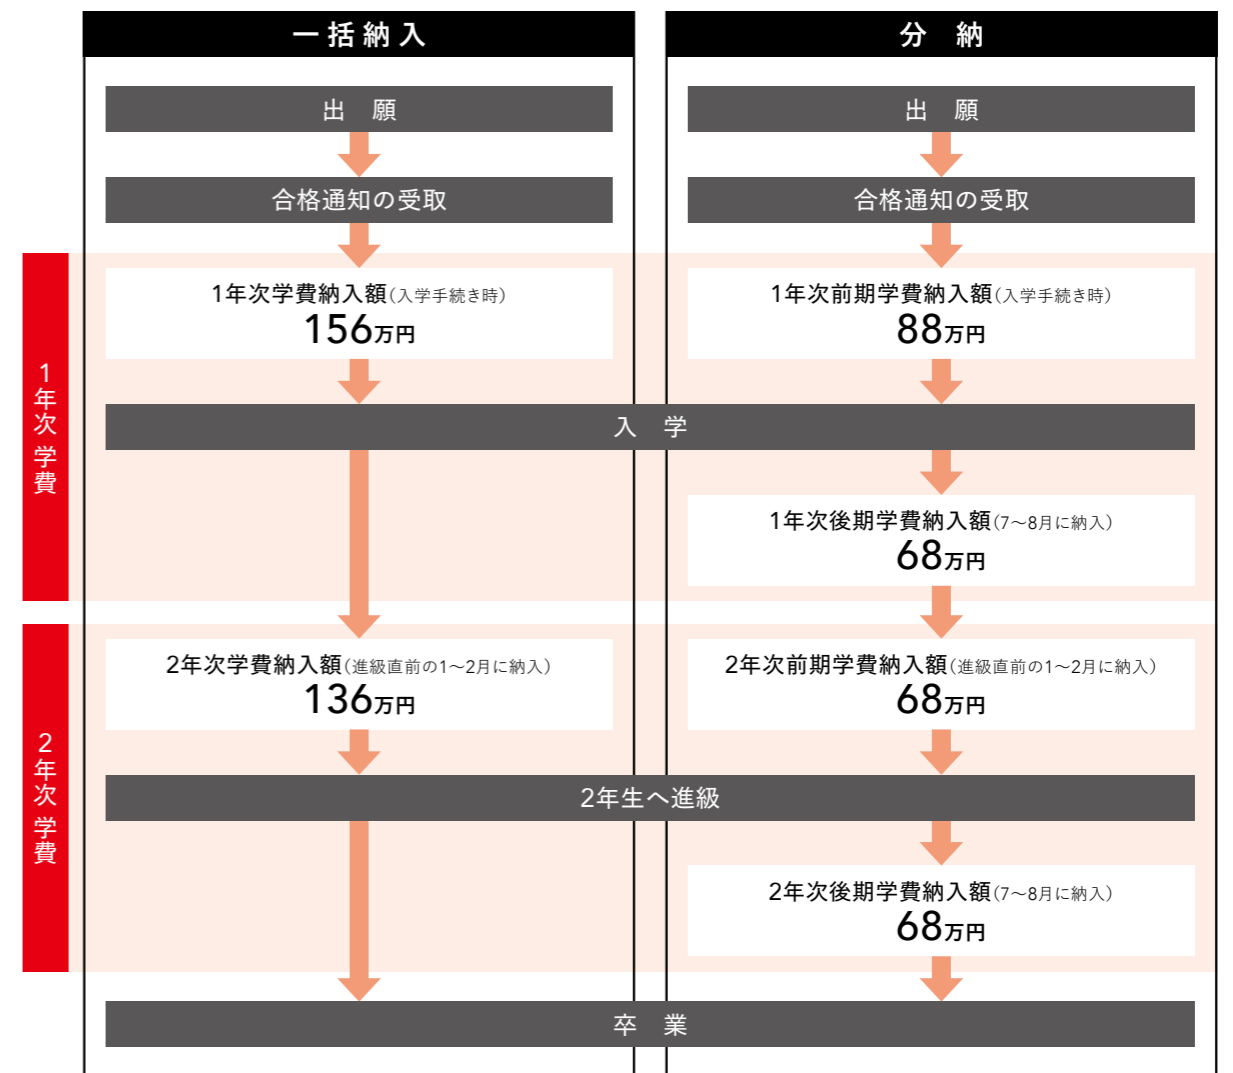 一括納入
出　願
合格通知の受取
1年次学費納入額（入学手続き時）
156万円
分　納
出　願
合格通知の受取
1年次前期学費納入額（入学手続き時）
88万円
1年次 学費
入　学
1年次後期学費納入額（7〜8月に納入）
68万円
2年次 学費
2年次学費納入額（進級直前の1〜2月に納入）
136万円
2年次前期学費納入額（進級直前の1〜2月に納入）
68万円
2年生へ進級
2年次後期学費納入額（7〜8月に納入）
68万円
卒　業